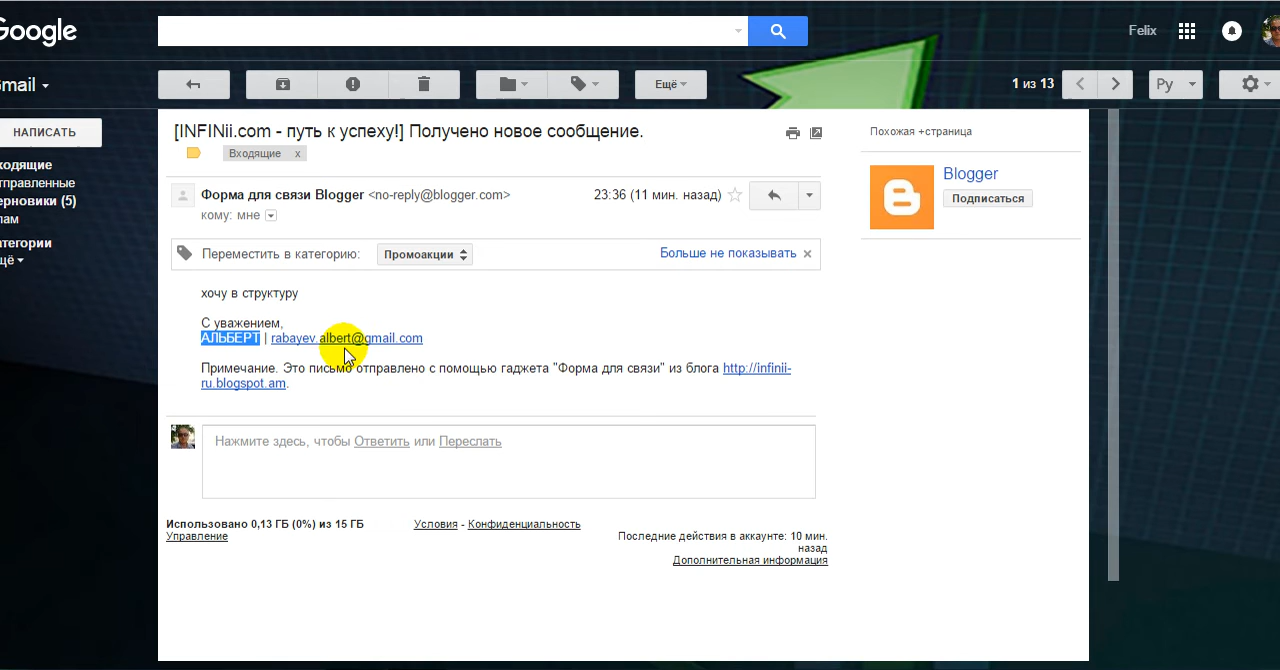 Google
Felix
mail
Ещё
1 из 13
Ру
НАПИСАТЬ
ходящие
тправленные
ерновики (5)
пам
атегории
щё
[INFINii.com - путь к успеху!] Получено новое сообщение.
Входящие x
Форма для связи Blogger <no-reply@blogger.com>
23:36 (11 мин. назад)
кому: мне
Переместить в категорию: Промоакции
Больше не показывать ×
хочу в структуру
С уважением,
АЛЬБЕРТ | rabayev.albert@gmail.com
Примечание. Это письмо отправлено с помощью гаджета "Форма для связи" из блога http://infinii-
ru.blogspot.am.
Нажмите здесь, чтобы Ответить или Переслать
Использовано 0,13 ГБ (0%) из 15 ГБ
Управление
Условия - Конфиденциальность
Последние действия в аккаунте: 10 мин.
назад
Дополнительная информация
Похожая +страница
Blogger
Подписаться